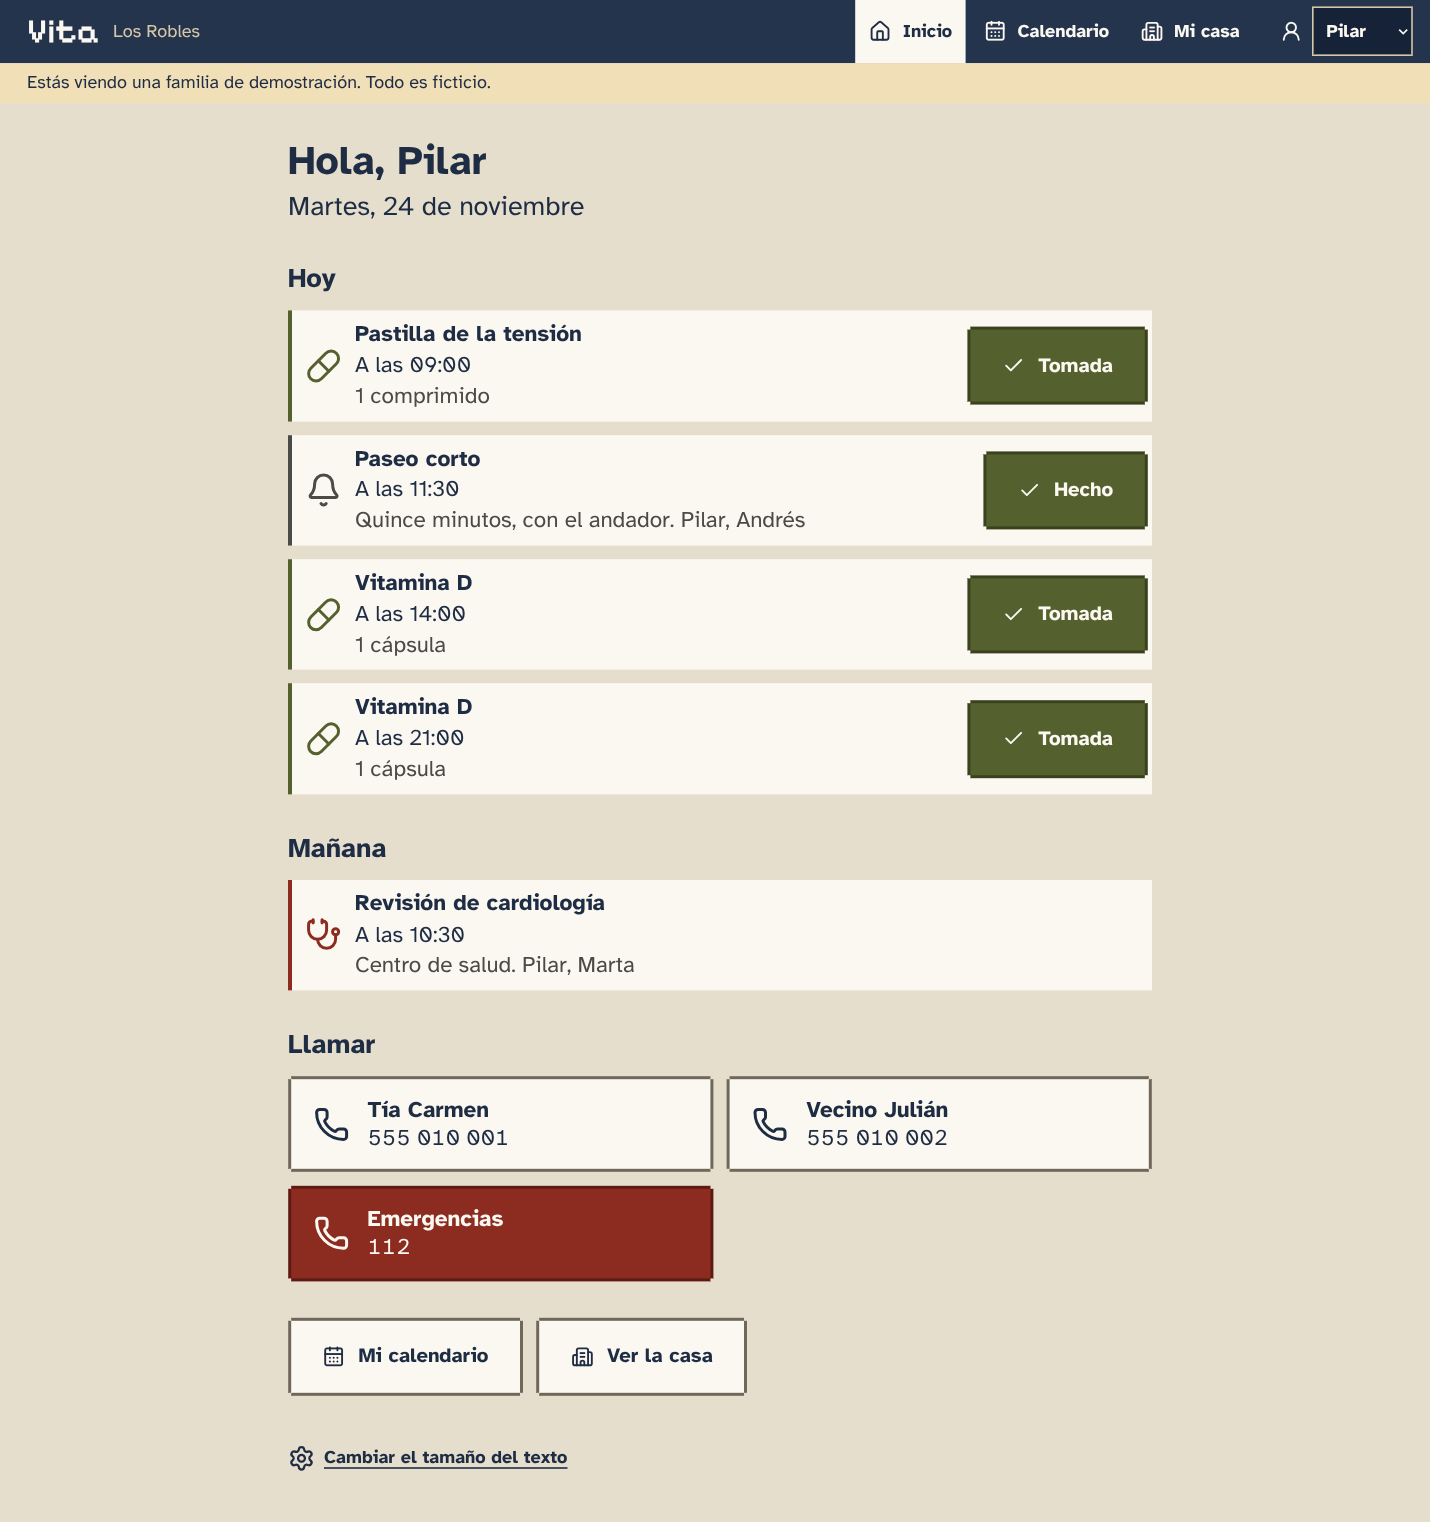 Vita Los Robles Inicio Calendario Mi casa Pilar
Estás viendo una familia de demostración. Todo es ficticio.
Hola, Pilar
Martes, 24 de noviembre
Hoy
Pastilla de la tensión
A las 09:00
1 comprimido
Tomada
Paseo corto
A las 11:30
Quince minutos, con el andador. Pilar, Andrés
Hecho
Vitamina D
A las 14:00
1 cápsula
Tomada
Vitamina D
A las 21:00
1 cápsula
Tomada
Mañana
Revisión de cardiología
A las 10:30
Centro de salud. Pilar, Marta
Llamar
Tía Carmen
555 010 001
Vecino Julián
555 010 002
Emergencias
112
Mi calendario
Ver la casa
Cambiar el tamaño del texto